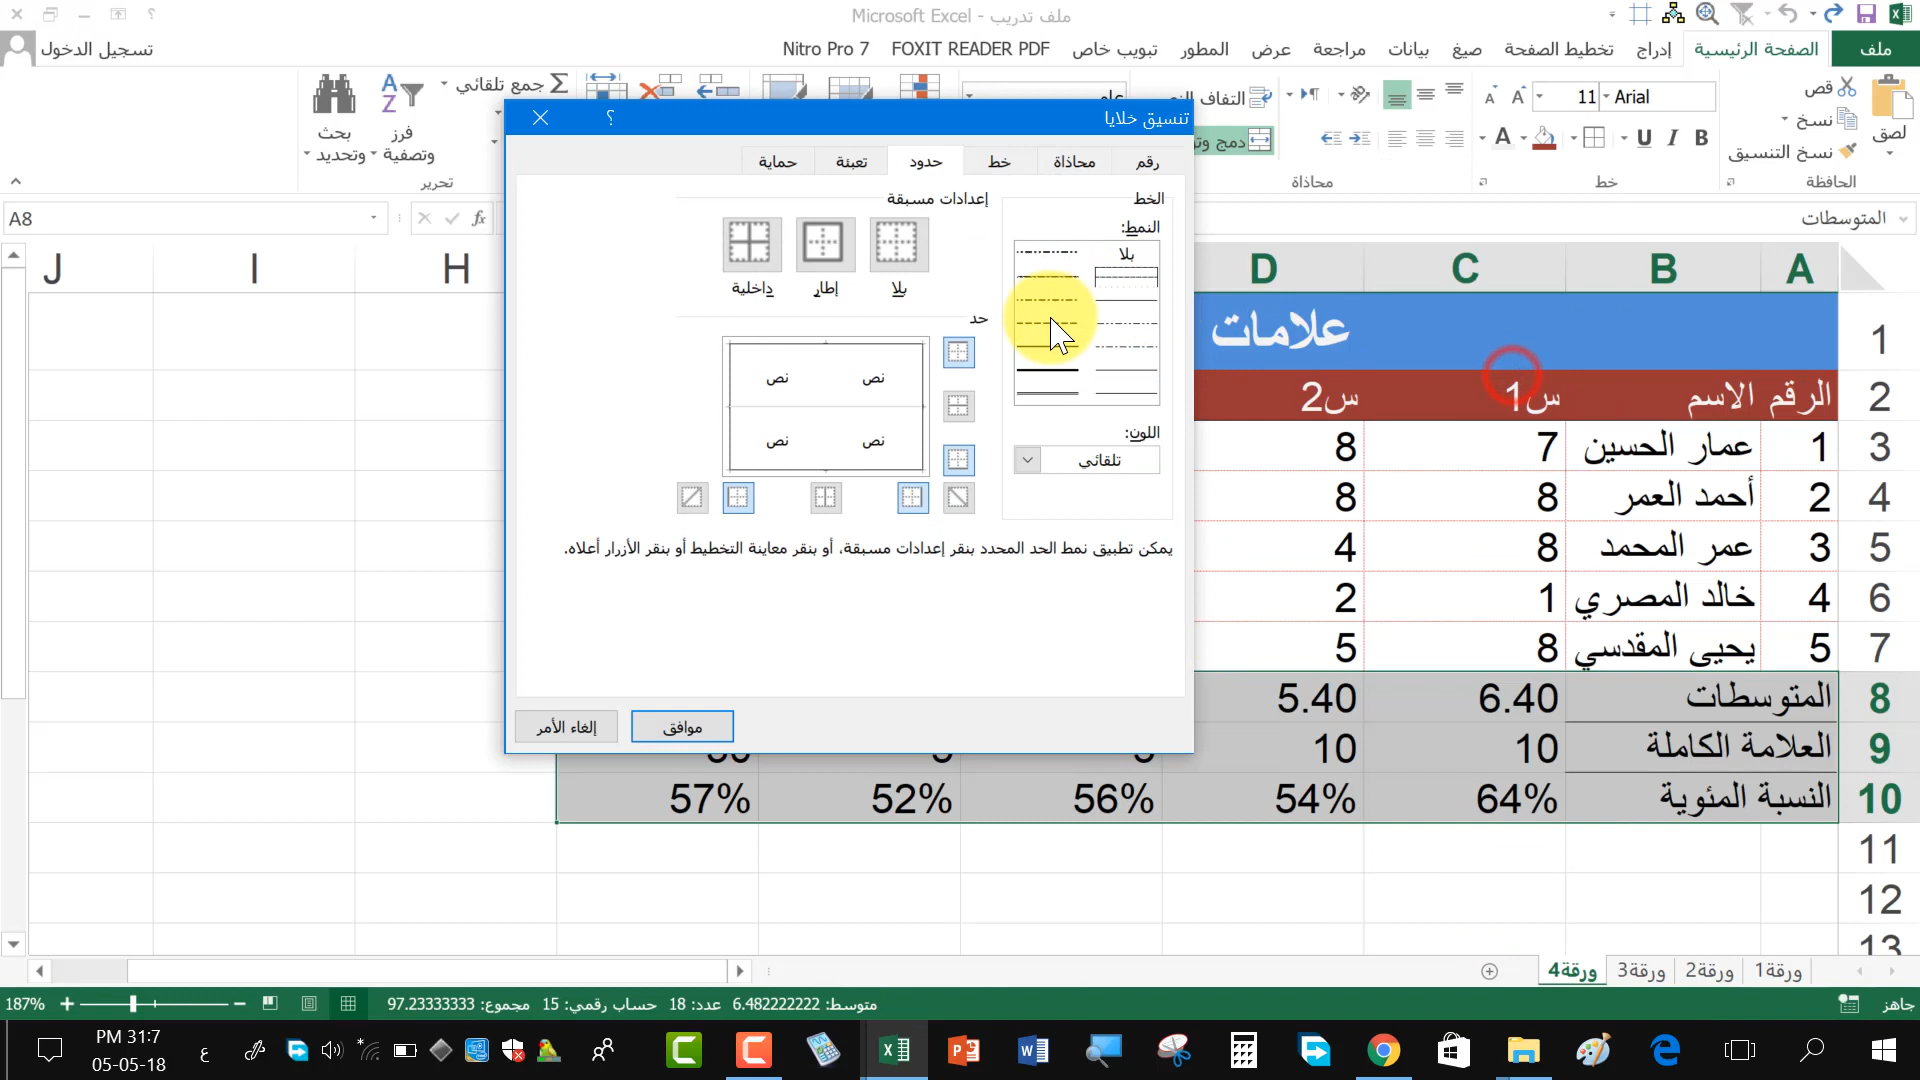 ملف تدريب - Microsoft Excel
تسجيل الدخول
ملف
الصفحة الرئيسية
إدراج
تخطيط الصفحة
صيغ
بيانات
مراجعة
عرض
المطور
تبويب خاص
FOXIT READER PDF
Nitro Pro 7
قص
نسخ
نسخ التنسيق
لصق
الحافظة
Arial
11
B I U
خط
التفاف
دمج
محاذاة
عام
جمع تلقائي
فرز وتصفية
بحث وتحديد
تحرير
A8
fx
المتوسطات
تنسيق خلايا
رقم
محاذاة
خط
حدود
تعبئة
حماية
الخط
النمط:
بلا
اللون:
تلقائي
إعدادات مسبقة
بلا
إطار
داخلية
حد
نص نص
نص نص
يمكن تطبيق نمط الحد المحدد بنقر إعدادات مسبقة، أو بنقر معاينة التخطيط أو بنقر الأزرار أعلاه.
موافق
إلغاء الأمر
A B C D H I J
1 علامات
2 الرقم الاسم س1 س2
3 1 عمار الحسين 7 8
4 2 أحمد العمر 8 8
5 3 عمر المحمد 8 4
6 4 خالد المصري 1 2
7 5 يحيى المقدسي 8 5
8 المتوسطات 6.40 5.40
9 العلامة الكاملة 10 10
10 النسبة المئوية 64% 54% 56% 52% 57%
11
12
13
ورقة1
ورقة2
ورقة3
ورقة4
جاهز
متوسط: 6.482222222 عدد: 18 حساب رقمي: 15 مجموع: 97.23333333
187%
PM 31:7
05-05-18
ع